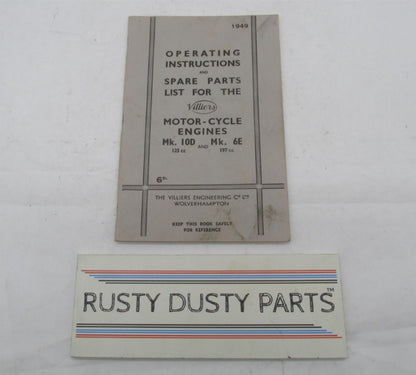 1949
OPERATING
INSTRUCTIONS
AND
SPARE PARTS
LIST FOR THE
Villiers
MOTOR-CYCLE
ENGINES
Mk. 10D AND Mk. 6E
122 cc 197 cc
6D.
THE VILLIERS ENGINEERING Co LTD
WOLVERHAMPTON
KEEP THIS BOOK SAFELY
FOR REFERENCE
RUSTY DUSTY PARTS™